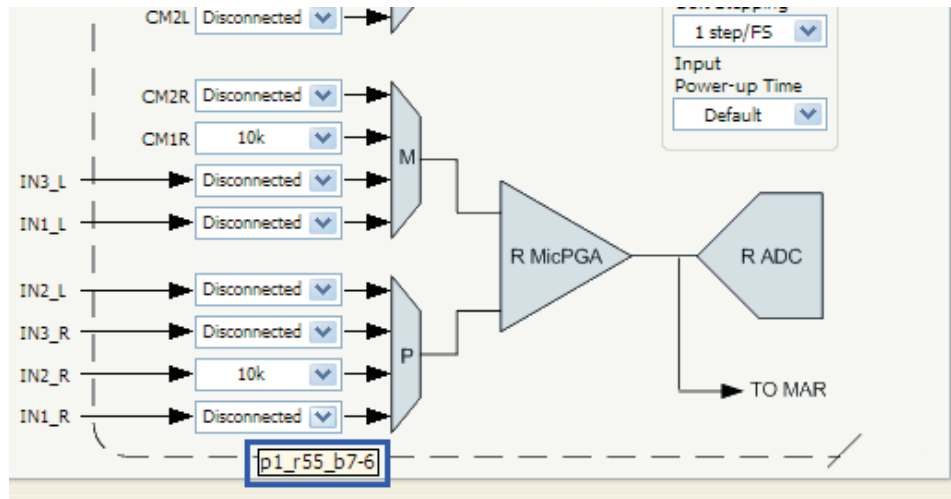 CM2L Disconnected
1 step/FS
Input
Power-up Time
Default
CM2R Disconnected
CM1R 10k
M
IN3_L Disconnected
IN1_L Disconnected
R MicPGA
R ADC
IN2_L Disconnected
IN3_R Disconnected
P
IN2_R 10k
TO MAR
IN1_R Disconnected
p1_r55_b7-6